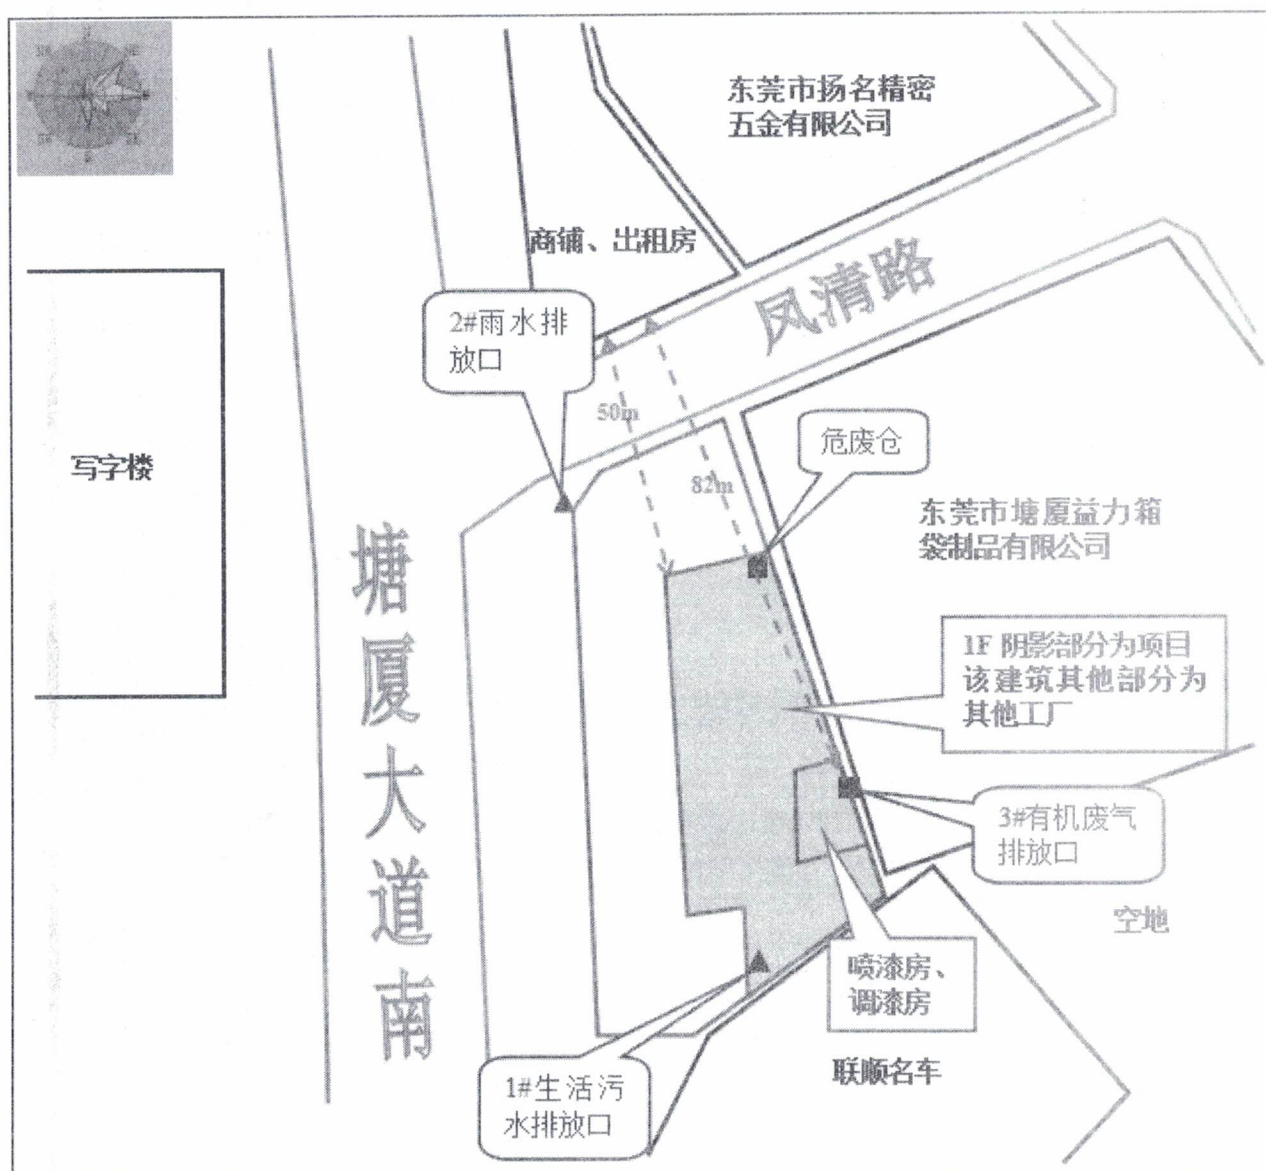 东莞市扬名精密
五金有限公司
商铺、出租房
凤清路
2#雨水排
放口
50m
82m
危废仓
写字楼
东莞市塘厦益力箱
袋制品有限公司
塘厦大道南
1F 阴影部分为项目
该建筑其他部分为
其他工厂
3#有机废气
排放口
空地
喷漆房、
调漆房
联顺名车
1#生活污
水排放口